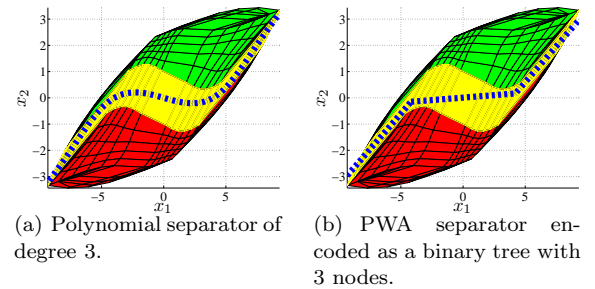 3
2
1
0
−1
−2
−3
x2
−5
0
5
x1
(a) Polynomial separator of
degree 3.
3
2
1
0
−1
−2
−3
x2
−5
0
5
x1
(b) PWA separator en-
coded as a binary tree with
3 nodes.